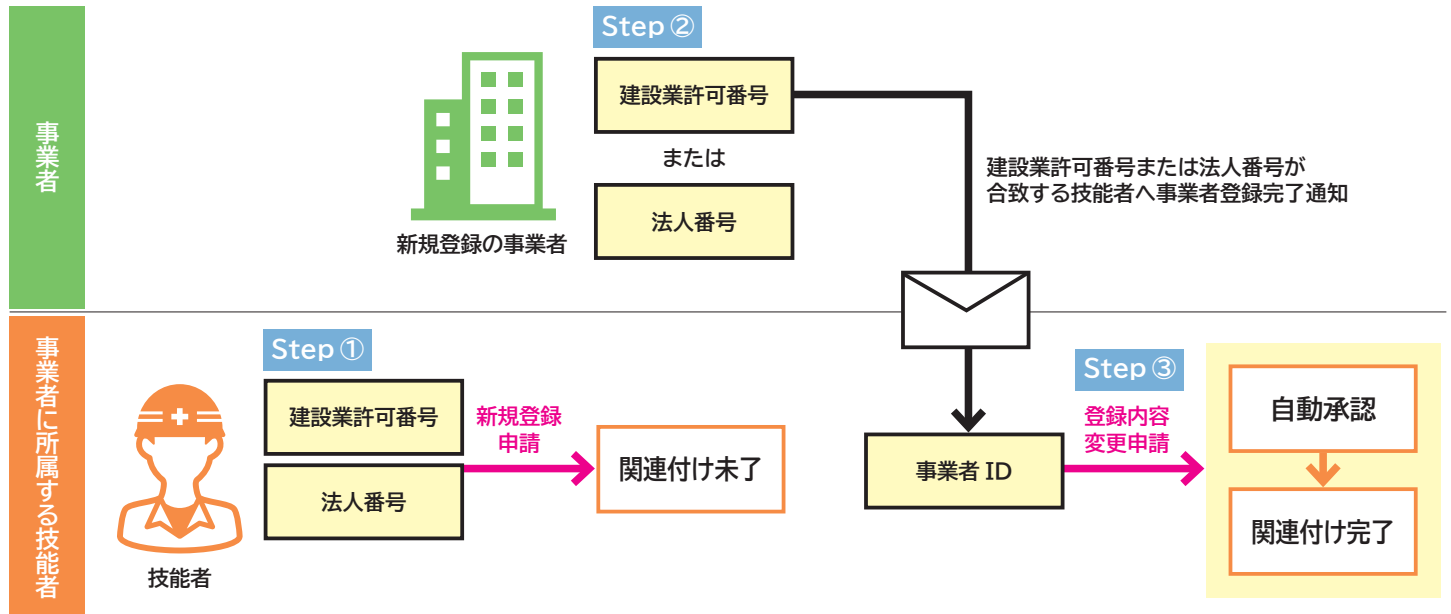 事業者
Step ②
建設業許可番号
または
法人番号
新規登録の事業者
建設業許可番号または法人番号が
合致する技能者へ事業者登録完了通知
事業者に所属する技能者
Step ①
建設業許可番号
法人番号
技能者
新規登録
申請
関連付け未了
事業者 ID
Step ③
登録内容
変更申請
自動承認
関連付け完了